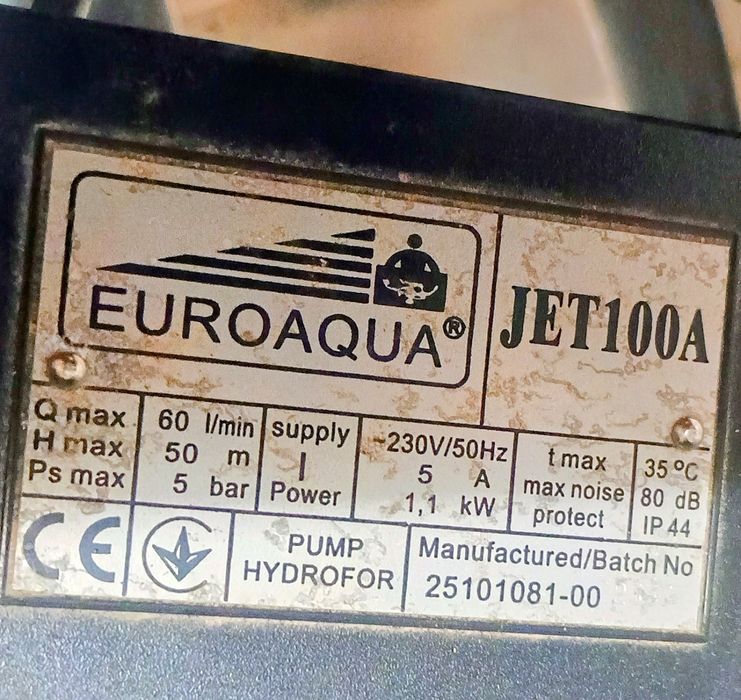 EUROAQUA®
JET100A
Q max 60 l/min supply ~230V/50Hz t max 35 °C
H max 50 m I 5 A max noise 80 dB
Ps max 5 bar Power 1,1 kW protect IP 44
CE
PUMP
HYDROFOR
Manufactured/Batch No
25101081-00